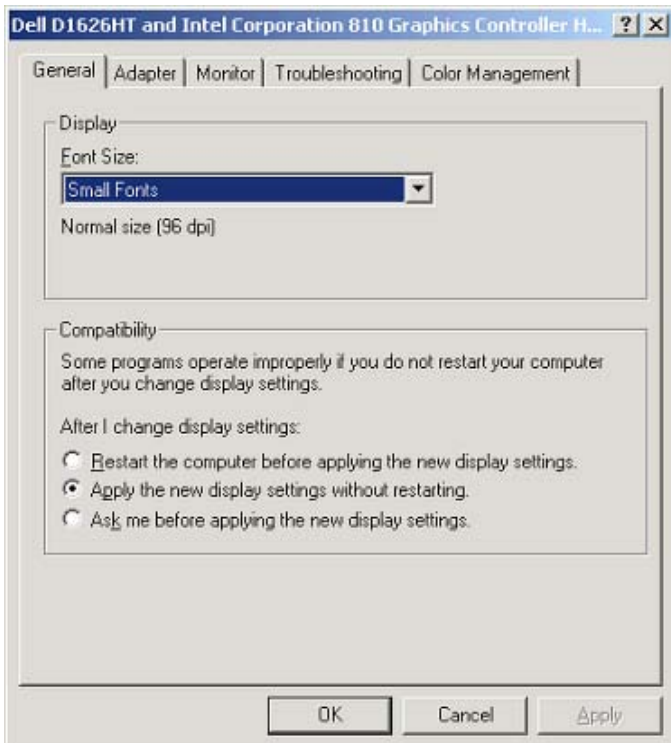 Dell D1626HT and Intel Corporation 810 Graphics Controller H...
General Adapter Monitor Troubleshooting Color Management
Display
Font Size:
Small Fonts
Normal size (96 dpi)
Compatibility
Some programs operate improperly if you do not restart your computer
after you change display settings.
After I change display settings:
Restart the computer before applying the new display settings.
Apply the new display settings without restarting.
Ask me before applying the new display settings.
OK Cancel Apply